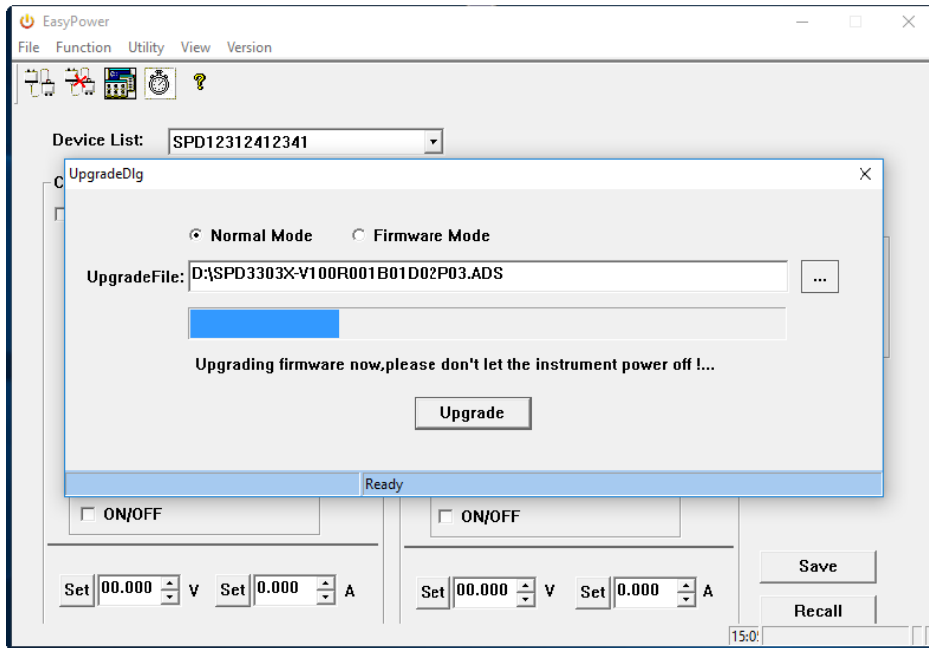 EasyPower
File Function Utility View Version
Device List: SPD12312412341
UpgradeDlg
C
Normal Mode Firmware Mode
UpgradeFile: D:\SPD3303X-V100R001B01D02P03.ADS ...
Upgrading firmware now,please don't let the instrument power off !...
Upgrade
Ready
ON/OFF ON/OFF
Save
Set 00.000 V Set 0.000 A Set 00.000 V Set 0.000 A
Recall